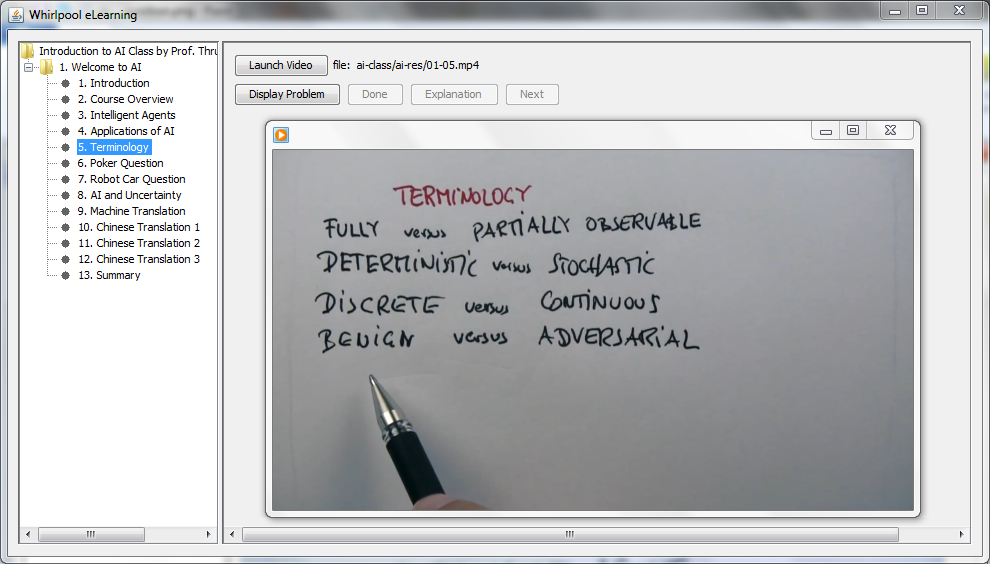 Whirlpool eLearning
Introduction to AI Class by Prof. Thru
1. Welcome to AI
1. Introduction
2. Course Overview
3. Intelligent Agents
4. Applications of AI
5. Terminology
6. Poker Question
7. Robot Car Question
8. AI and Uncertainty
9. Machine Translation
10. Chinese Translation 1
11. Chinese Translation 2
12. Chinese Translation 3
13. Summary
Launch Video file: ai-class/ai-res/01-05.mp4
Display Problem Done Explanation Next
TERMINOLOGY
FULLY versus PARTIALLY OBSERVABLE
DETERMINISTIC versus STOCHASTIC
DISCRETE versus CONTINUOUS
BENIGN versus ADVERSARIAL